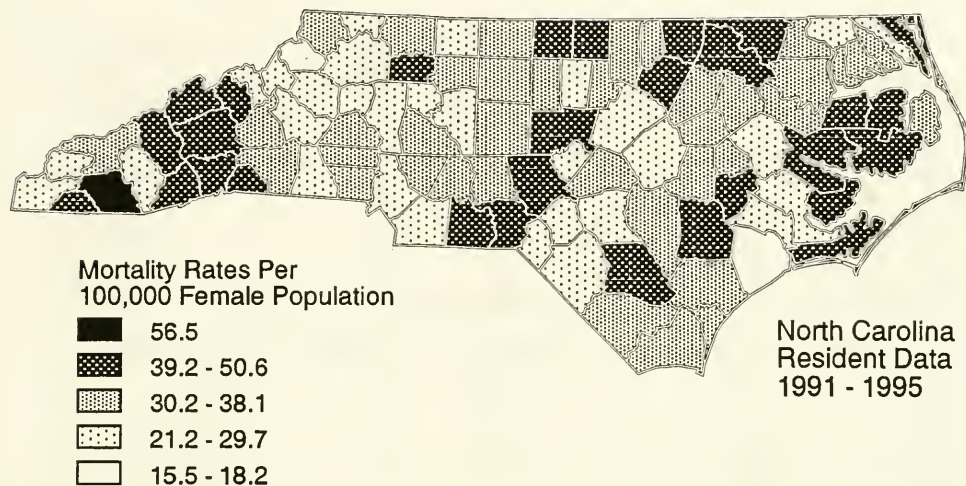 Mortality Rates Per
100,000 Female Population
56.5
39.2 - 50.6
30.2 - 38.1
21.2 - 29.7
15.5 - 18.2
North Carolina
Resident Data
1991 - 1995